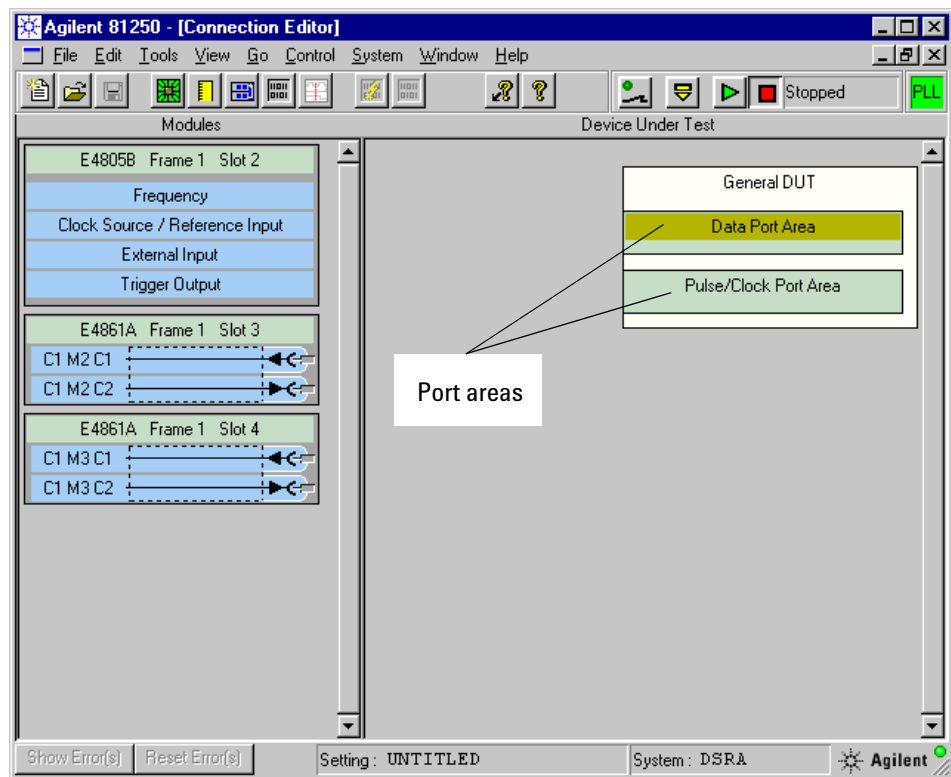 Agilent 81250 - [Connection Editor]
File Edit Tools View Go Control System Window Help
Stopped
PLL
Modules
Device Under Test
E4805B Frame 1 Slot 2
Frequency
Clock Source / Reference Input
External Input
Trigger Output
E4861A Frame 1 Slot 3
C1 M2 C1
C1 M2 C2
E4861A Frame 1 Slot 4
C1 M3 C1
C1 M3 C2
General DUT
Data Port Area
Pulse/Clock Port Area
Port areas
Show Error(s)
Reset Error(s)
Setting : UNTITLED
System : DSRA
Agilent